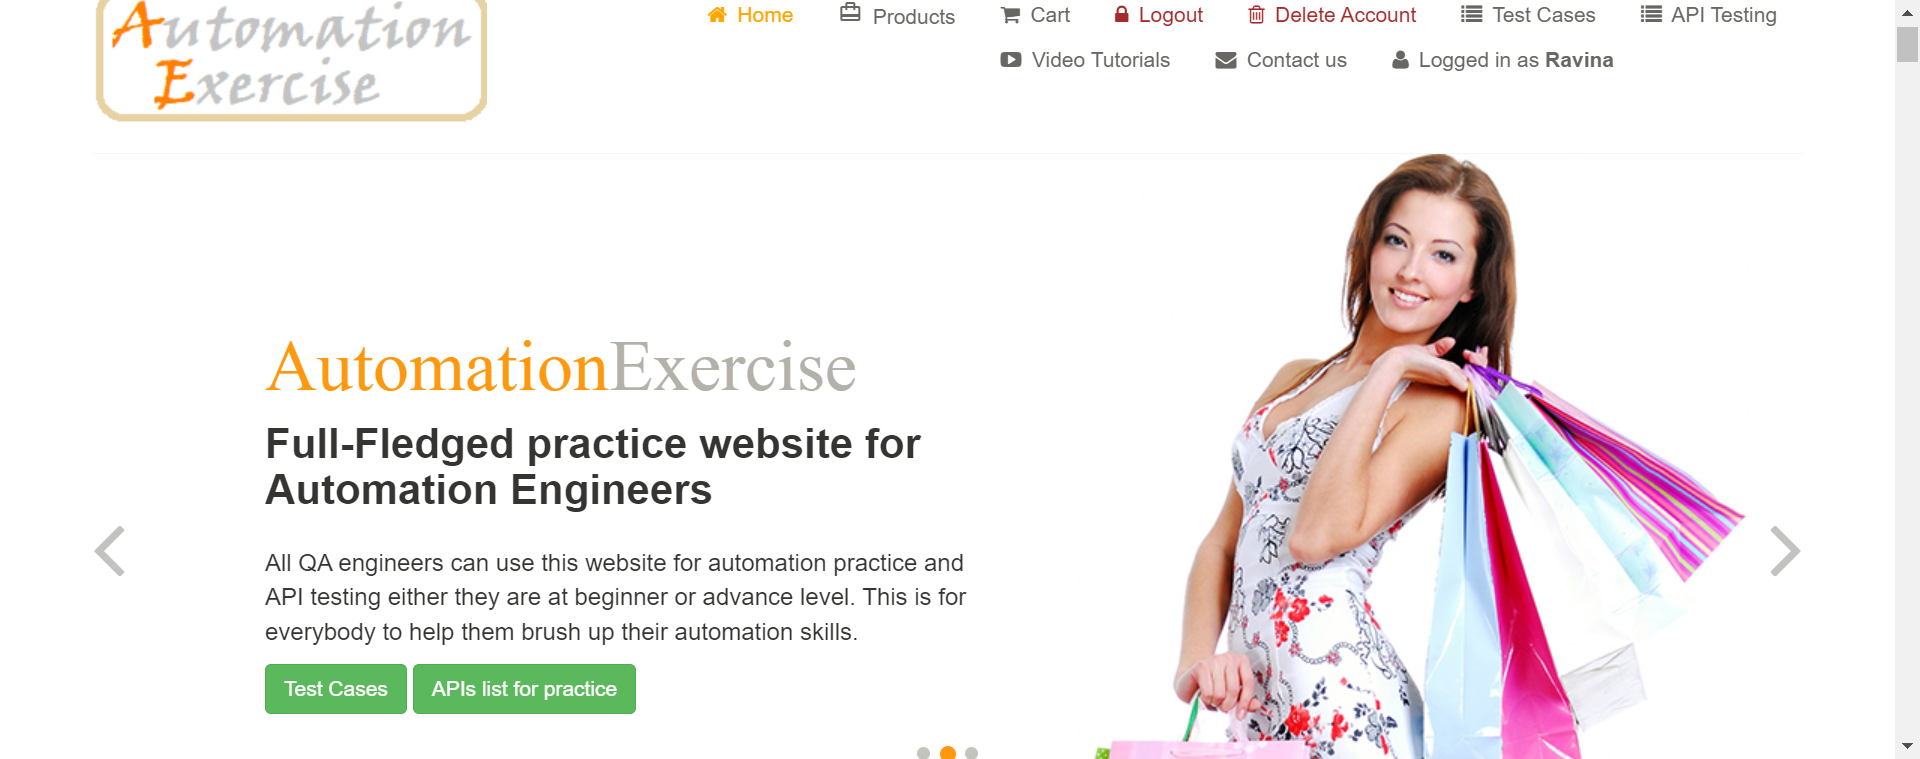 Automation
Exercise
Home Products Cart Logout Delete Account Test Cases API Testing
Video Tutorials Contact us Logged in as Ravina
AutomationExercise
Full-Fledged practice website for
Automation Engineers
All QA engineers can use this website for automation practice and
API testing either they are at beginner or advance level. This is for
everybody to help them brush up their automation skills.
Test Cases APIs list for practice